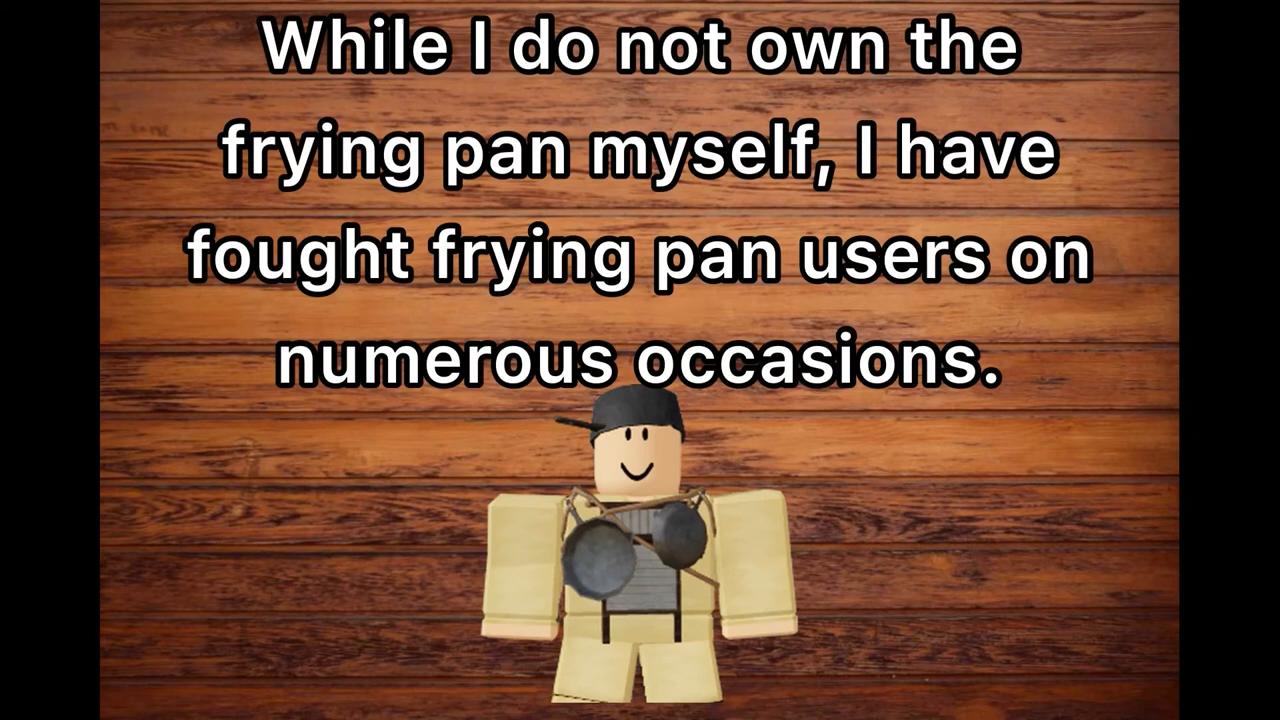 While I do not own the
frying pan myself, I have
fought frying pan users on
numerous occasions.